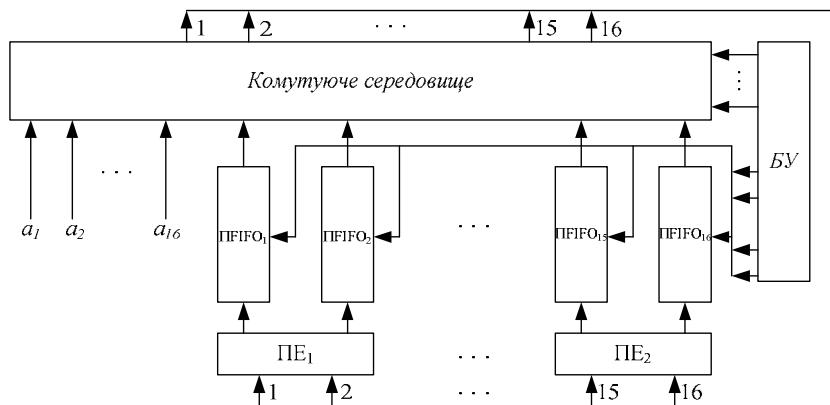 1 2 . . . 15 16
Комутуюче середовище
БУ
a1 a2 . . . a16
ПFIFO1 ПFIFO2 . . . ПFIFO15 ПFIFO16
ПЕ1 . . . ПЕ2
1 2 . . . 15 16